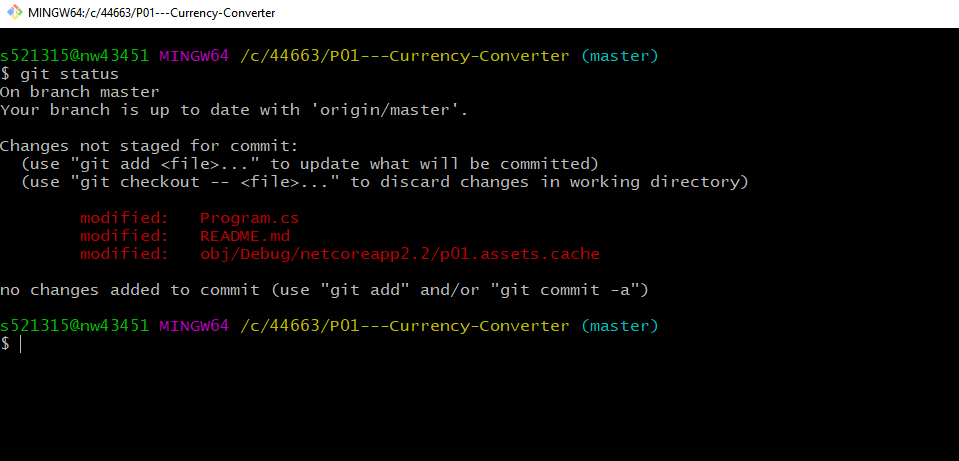 MINGW64:/c/44663/P01---Currency-Converter
s521315@nw43451 MINGW64 /c/44663/P01---Currency-Converter (master)
$ git status
On branch master
Your branch is up to date with 'origin/master'.
Changes not staged for commit:
(use "git add <file>..." to update what will be committed)
(use "git checkout -- <file>..." to discard changes in working directory)
modified: Program.cs
modified: README.md
modified: obj/Debug/netcoreapp2.2/p01.assets.cache
no changes added to commit (use "git add" and/or "git commit -a")
s521315@nw43451 MINGW64 /c/44663/P01---Currency-Converter (master)
$